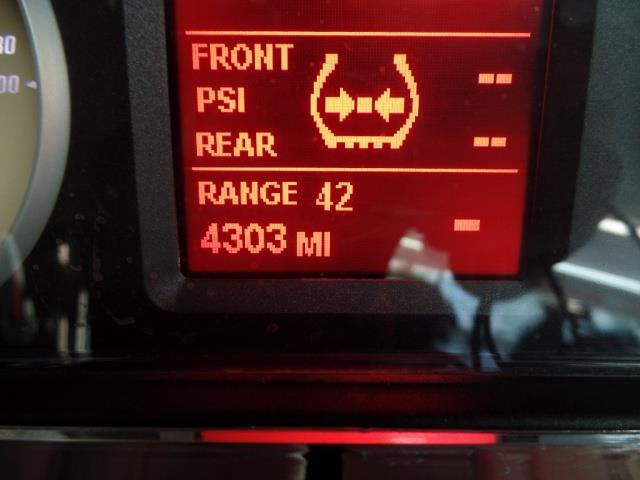 FRONT --
PSI
REAR --
RANGE 42
4303 MI -